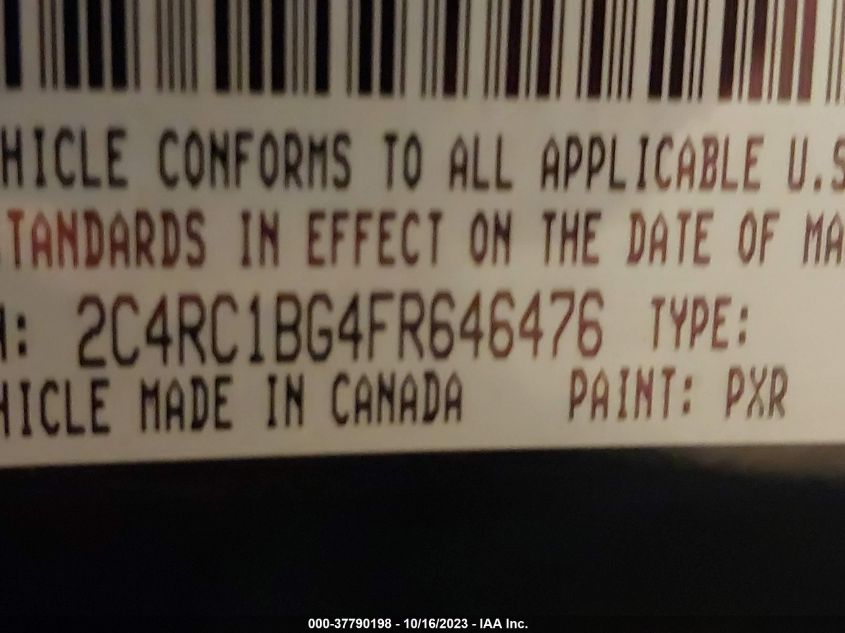 HICLE CONFORMS TO ALL APPLICABLE U.S
TANDARDS IN EFFECT ON THE DATE OF MA
: 2C4RC1BG4FR646476 TYPE:
HICLE MADE IN CANADA PAINT: PXR
000-37790198 - 10/16/2023 - IAA Inc.